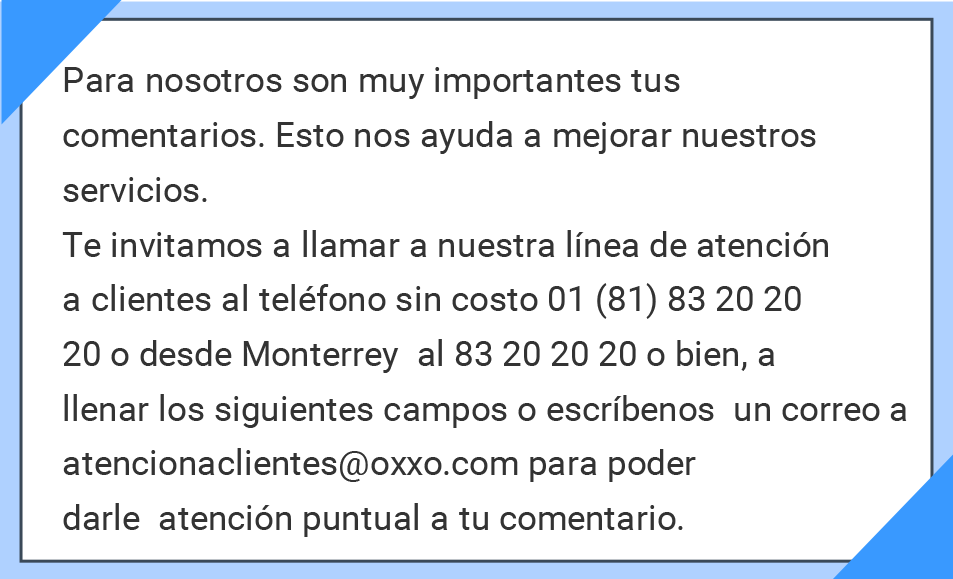 Para nosotros son muy importantes tus
comentarios. Esto nos ayuda a mejorar nuestros
servicios.
Te invitamos a llamar a nuestra línea de atención
a clientes al teléfono sin costo 01 (81) 83 20 20
20 o desde Monterrey  al 83 20 20 20 o bien, a
llenar los siguientes campos o escríbenos  un correo a
atencionaclientes@oxxo.com para poder
darle  atención puntual a tu comentario.